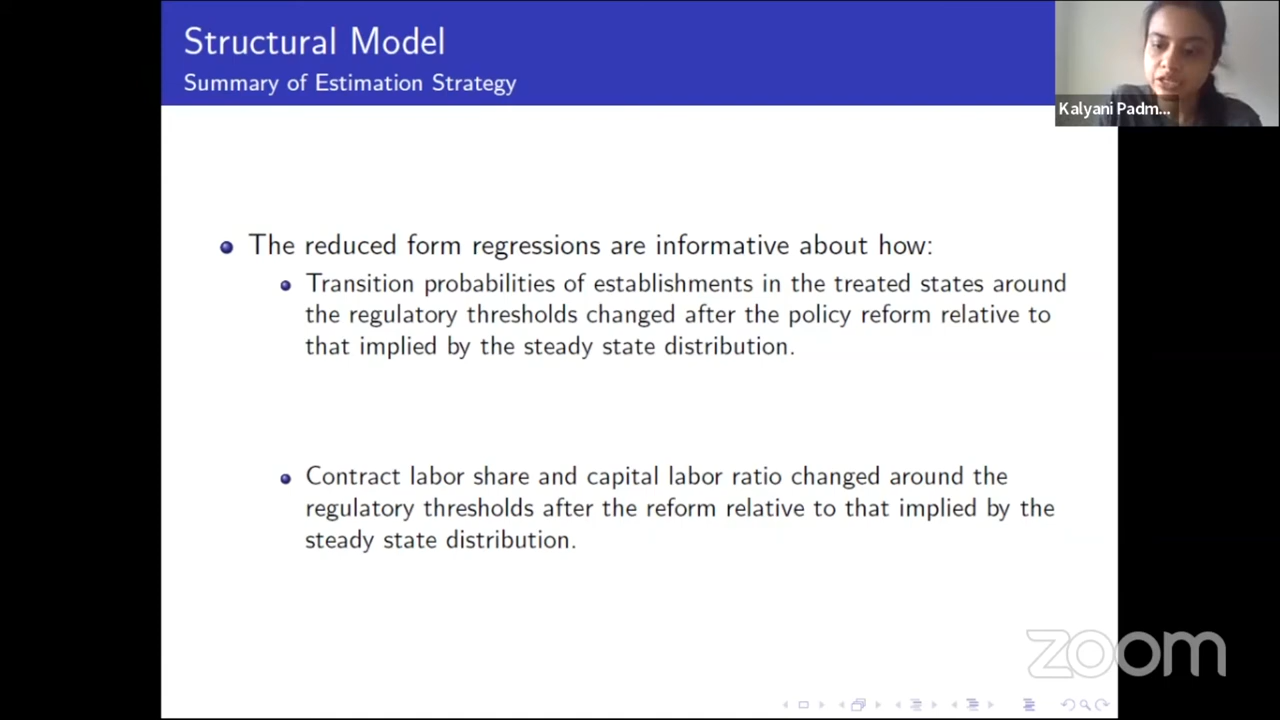 Structural Model
Summary of Estimation Strategy
Kalyani Padm...
The reduced form regressions are informative about how:
Transition probabilities of establishments in the treated states around
the regulatory thresholds changed after the policy reform relative to
that implied by the steady state distribution.
Contract labor share and capital labor ratio changed around the
regulatory thresholds after the reform relative to that implied by the
steady state distribution.
zoom